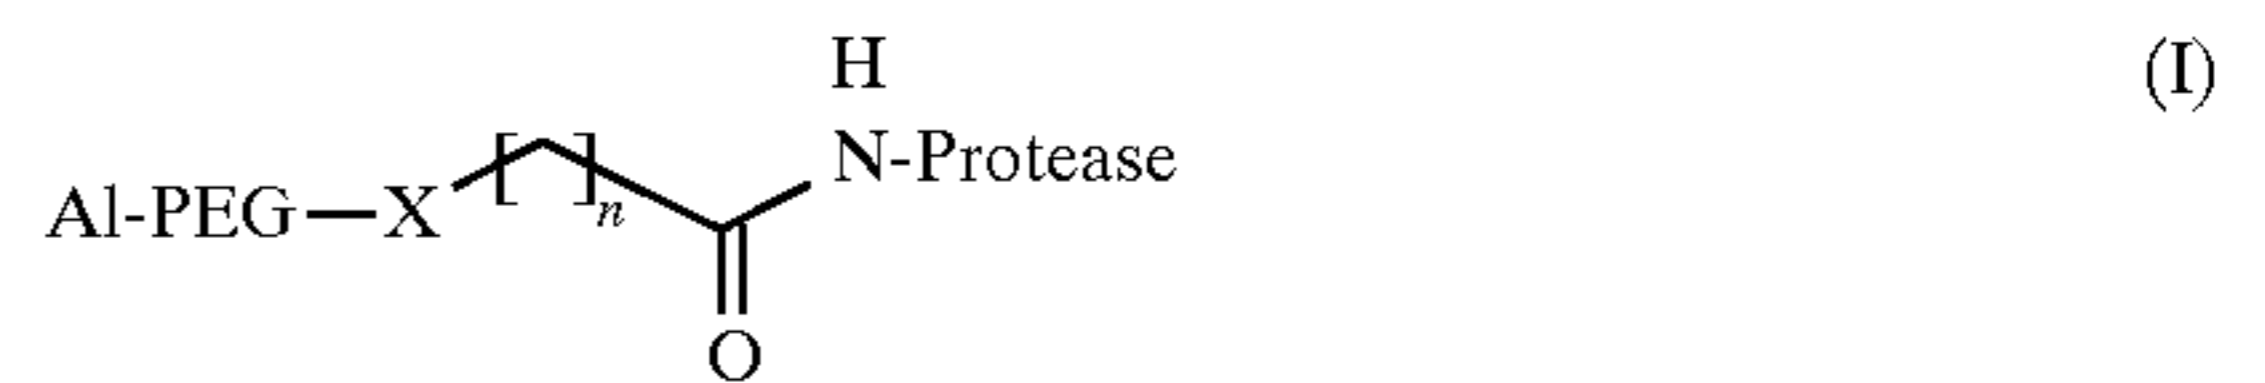 H (I)
N-Protease
Al-PEG—X[ ]n
O